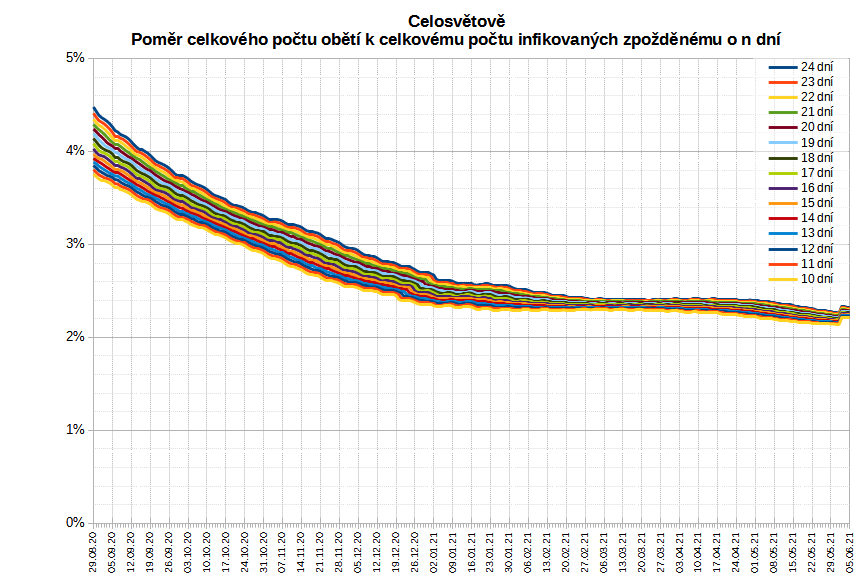 Celosvětově
Poměr celkového počtu obětí k celkovému počtu infikovaných zpožděnému o n dní
5%
4%
3%
2%
1%
0%
24 dní
23 dní
22 dní
21 dní
20 dní
19 dní
18 dní
17 dní
16 dní
15 dní
14 dní
13 dní
12 dní
11 dní
10 dní
29.08.20
05.09.20
12.09.20
19.09.20
26.09.20
03.10.20
10.10.20
17.10.20
24.10.20
31.10.20
07.11.20
14.11.20
21.11.20
28.11.20
05.12.20
12.12.20
19.12.20
26.12.20
02.01.21
09.01.21
16.01.21
23.01.21
30.01.21
06.02.21
13.02.21
20.02.21
27.02.21
06.03.21
13.03.21
20.03.21
27.03.21
03.04.21
10.04.21
17.04.21
24.04.21
01.05.21
08.05.21
15.05.21
22.05.21
29.05.21
05.06.21